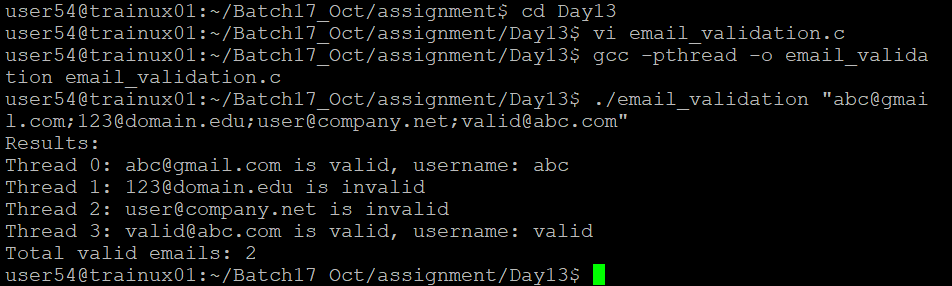 user54@trainux01:~/Batch17_Oct/assignment$ cd Day13
user54@trainux01:~/Batch17_Oct/assignment/Day13$ vi email_validation.c
user54@trainux01:~/Batch17_Oct/assignment/Day13$ gcc -pthread -o email_valida
tion email_validation.c
user54@trainux01:~/Batch17_Oct/assignment/Day13$ ./email_validation "abc@gmai
l.com;123@domain.edu;user@company.net;valid@abc.com"
Results:
Thread 0: abc@gmail.com is valid, username: abc
Thread 1: 123@domain.edu is invalid
Thread 2: user@company.net is invalid
Thread 3: valid@abc.com is valid, username: valid
Total valid emails: 2
user54@trainux01:~/Batch17_Oct/assignment/Day13$